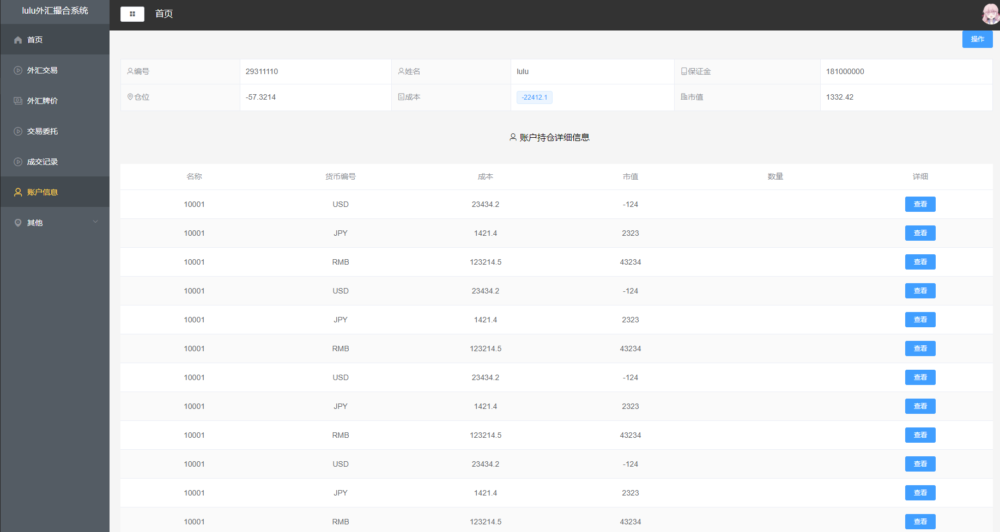 lulu外汇撮合系统
首页
外汇交易
外汇牌价
交易委托
成交记录
账户信息
其他
首页
操作
编号 29311110 姓名 lulu 保证金 181000000
仓位 -57.3214 成本 -22412.1 市值 1332.42
账户持仓详细信息
名称 货币编号 成本 市值 数量 详细
10001 USD 23434.2 -124 查看
10001 JPY 1421.4 2323 查看
10001 RMB 123214.5 43234 查看
10001 USD 23434.2 -124 查看
10001 JPY 1421.4 2323 查看
10001 RMB 123214.5 43234 查看
10001 USD 23434.2 -124 查看
10001 JPY 1421.4 2323 查看
10001 RMB 123214.5 43234 查看
10001 USD 23434.2 -124 查看
10001 JPY 1421.4 2323 查看
10001 RMB 123214.5 43234 查看